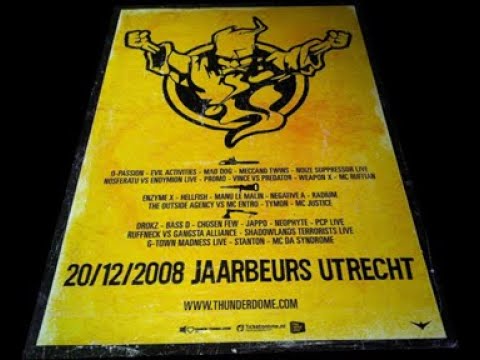 D-PASSION - EVIL ACTIVITIES - MAD DOG - MECCANO TWINS - NOIZE SUPPRESSOR LIVE
NOSFERATU VS ENDYMION LIVE - PROMO - VINCE VS PREDATOR - WEAPON X - MC RUFFIAN
ENZYME X - HELLFISH - MANU LE MALIN - NEGATIVE A - RADIUM
THE OUTSIDE AGENCY VS MC ENTRO - TYMON - MC JUSTICE
DROKZ - BASS D - CHOSEN FEW - JAPPO - NEOPHYTE - PCP LIVE
RUFFNECK VS GANGSTA ALLIANCE - SHADOWLANDS TERRORISTS LIVE
G-TOWN MADNESS LIVE - STANTON - MC DA SYNDROME
20/12/2008 JAARBEURS UTRECHT
WWW.THUNDERDOME.COM